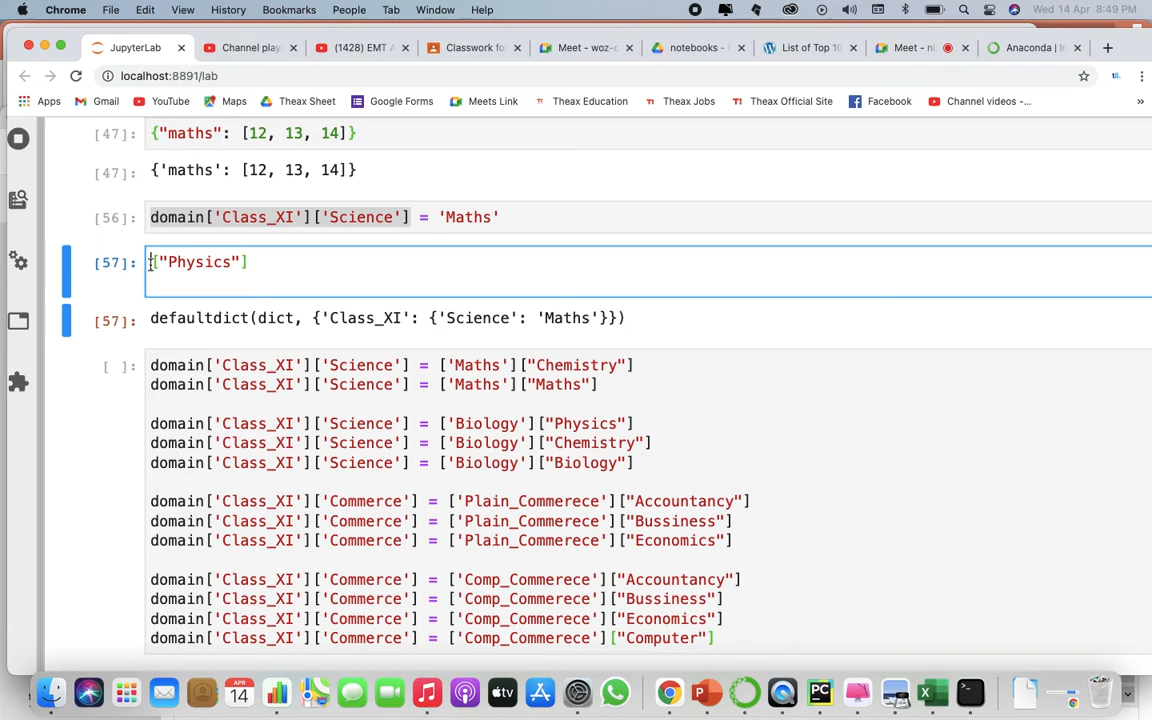 Chrome File Edit View History Bookmarks People Tab Window Help Wed 14 Apr 8:49 PM
JupyterLab Channel play (1428) EMT A Classwork fo Meet - woz-c notebooks - G List of Top 10 Meet - ni Anaconda | In
localhost:8891/lab
Apps Gmail YouTube Maps Theax Sheet Google Forms Meets Link Theax Education Theax Jobs Theax Official Site Facebook Channel videos -... »
[47]: {"maths": [12, 13, 14]}
[47]: {'maths': [12, 13, 14]}
[56]: domain['Class_XI']['Science'] = 'Maths'
[57]: ["Physics"]
[57]: defaultdict(dict, {'Class_XI': {'Science': 'Maths'}})
[ ]: domain['Class_XI']['Science'] = ['Maths']["Chemistry"]
domain['Class_XI']['Science'] = ['Maths']["Maths"]
domain['Class_XI']['Science'] = ['Biology']["Physics"]
domain['Class_XI']['Science'] = ['Biology']["Chemistry"]
domain['Class_XI']['Science'] = ['Biology']["Biology"]
domain['Class_XI']['Commerce'] = ['Plain_Commerece']["Accountancy"]
domain['Class_XI']['Commerce'] = ['Plain_Commerece']["Bussiness"]
domain['Class_XI']['Commerce'] = ['Plain_Commerece']["Economics"]
domain['Class_XI']['Commerce'] = ['Comp_Commerece']["Accountancy"]
domain['Class_XI']['Commerce'] = ['Comp_Commerece']["Bussiness"]
domain['Class_XI']['Commerce'] = ['Comp_Commerece']["Economics"]
domain['Class_XI']['Commerce'] = ['Comp_Commerece']["Computer"]